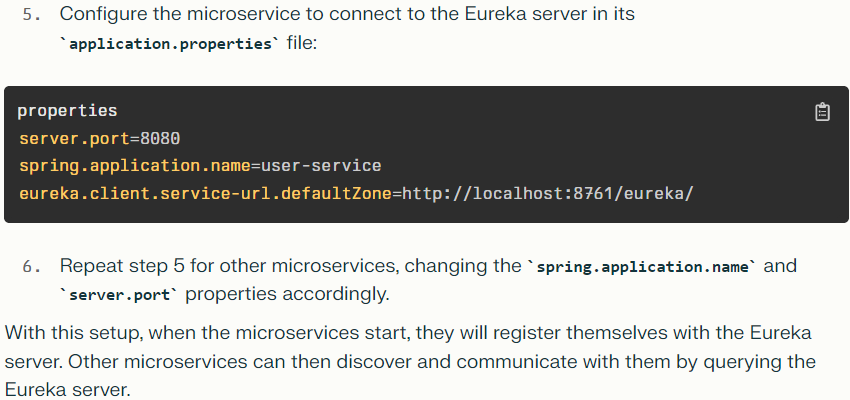 5. Configure the microservice to connect to the Eureka server in its
`application.properties` file:
properties
server.port=8080
spring.application.name=user-service
eureka.client.service-url.defaultZone=http://localhost:8761/eureka/
6. Repeat step 5 for other microservices, changing the `spring.application.name` and
`server.port` properties accordingly.
With this setup, when the microservices start, they will register themselves with the Eureka
server. Other microservices can then discover and communicate with them by querying the
Eureka server.